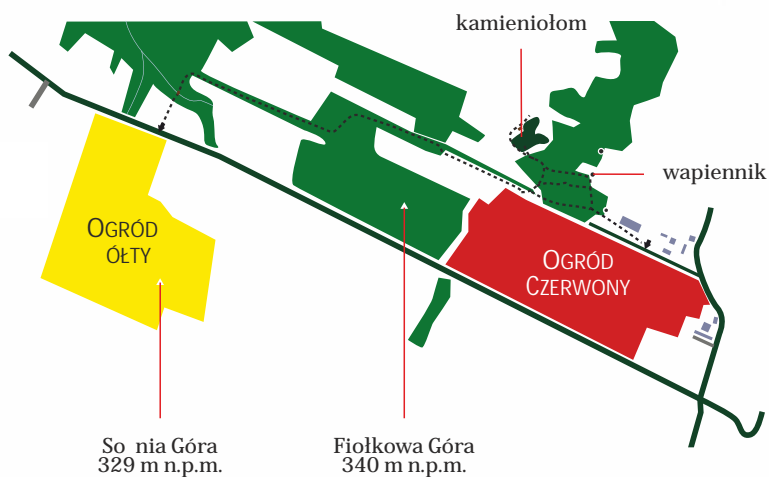 kamieniołom
wapiennik
OGRÓD
ÓŁTY
OGRÓD
CZERWONY
So nia Góra
329 m n.p.m.
Fiołkowa Góra
340 m n.p.m.